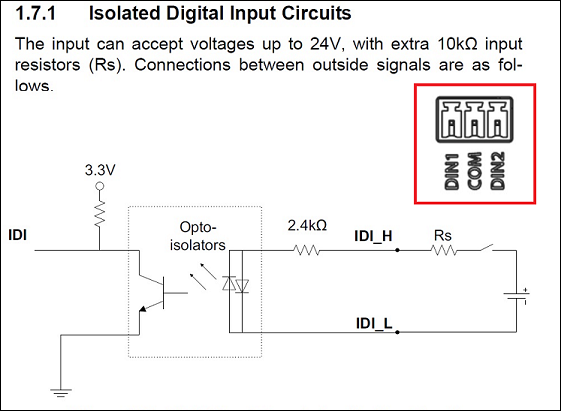 1.7.1 Isolated Digital Input Circuits
The input can accept voltages up to 24V, with extra 10kΩ input
resistors (Rs). Connections between outside signals are as fol-
lows.
DIN1
COM
DIN2
3.3V
IDI
Opto-
isolators
2.4kΩ
IDI_H
Rs
+
-
IDI_L